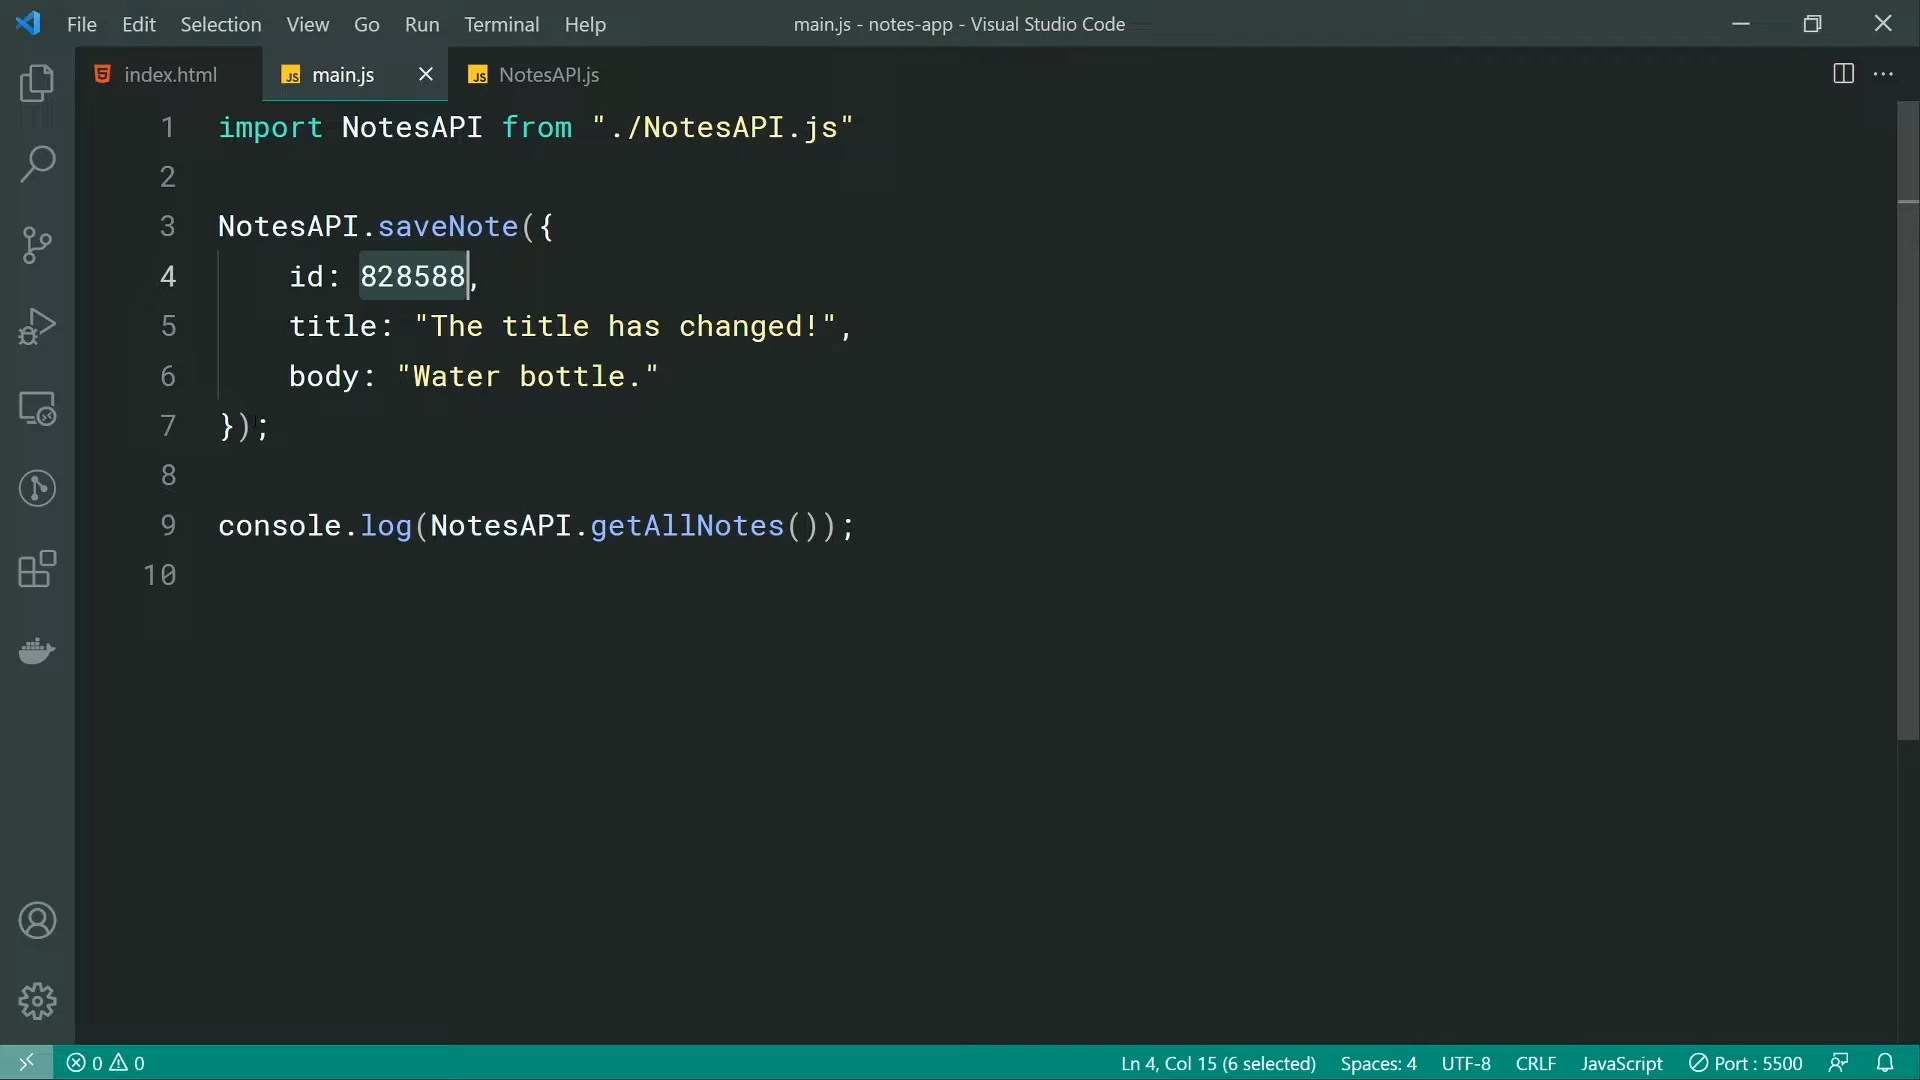 File Edit Selection View Go Run Terminal Help
main.js - notes-app - Visual Studio Code
index.html
JS main.js
JS NotesAPI.js
1 import NotesAPI from "./NotesAPI.js"
2
3 NotesAPI.saveNote({
4 id: 828588,
5 title: "The title has changed!",
6 body: "Water bottle."
7 });
8
9 console.log(NotesAPI.getAllNotes());
10
0 0 Ln 4, Col 15 (6 selected) Spaces: 4 UTF-8 CRLF JavaScript Port : 5500